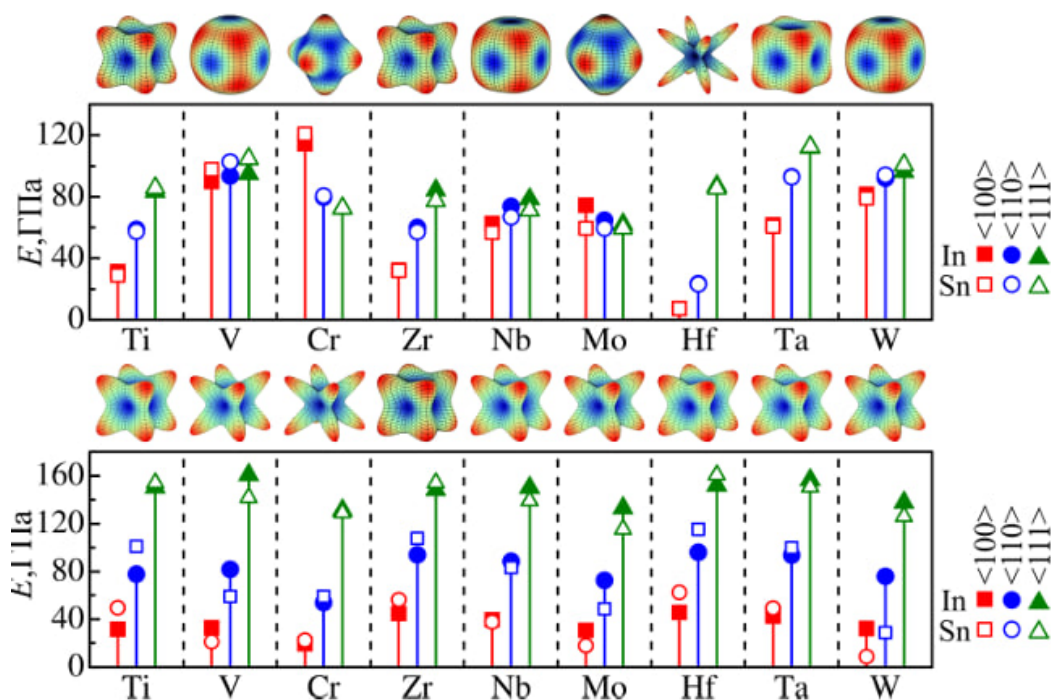 120
80
40
0
E,ГПа
Ti V Cr Zr Nb Mo Hf Ta W
<100>
<110>
<111>
In
Sn
160
120
80
40
0
E,ГПа
Ti V Cr Zr Nb Mo Hf Ta W
<100>
<110>
<111>
In
Sn